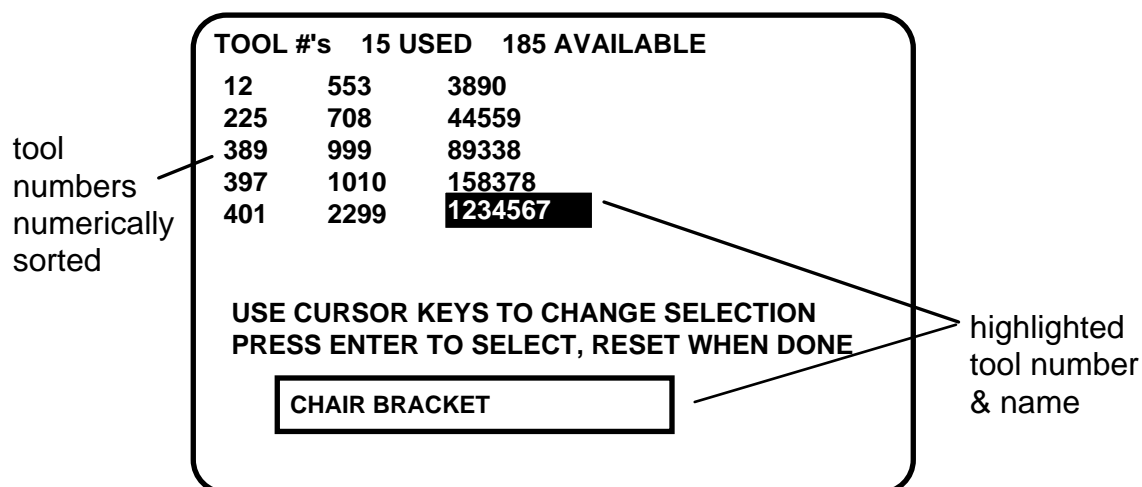 TOOL #'s 15 USED 185 AVAILABLE
12 553 3890
225 708 44559
389 999 89338
397 1010 158378
401 2299 1234567
tool
numbers
numerically
sorted
USE CURSOR KEYS TO CHANGE SELECTION
PRESS ENTER TO SELECT, RESET WHEN DONE
CHAIR BRACKET
highlighted
tool number
& name